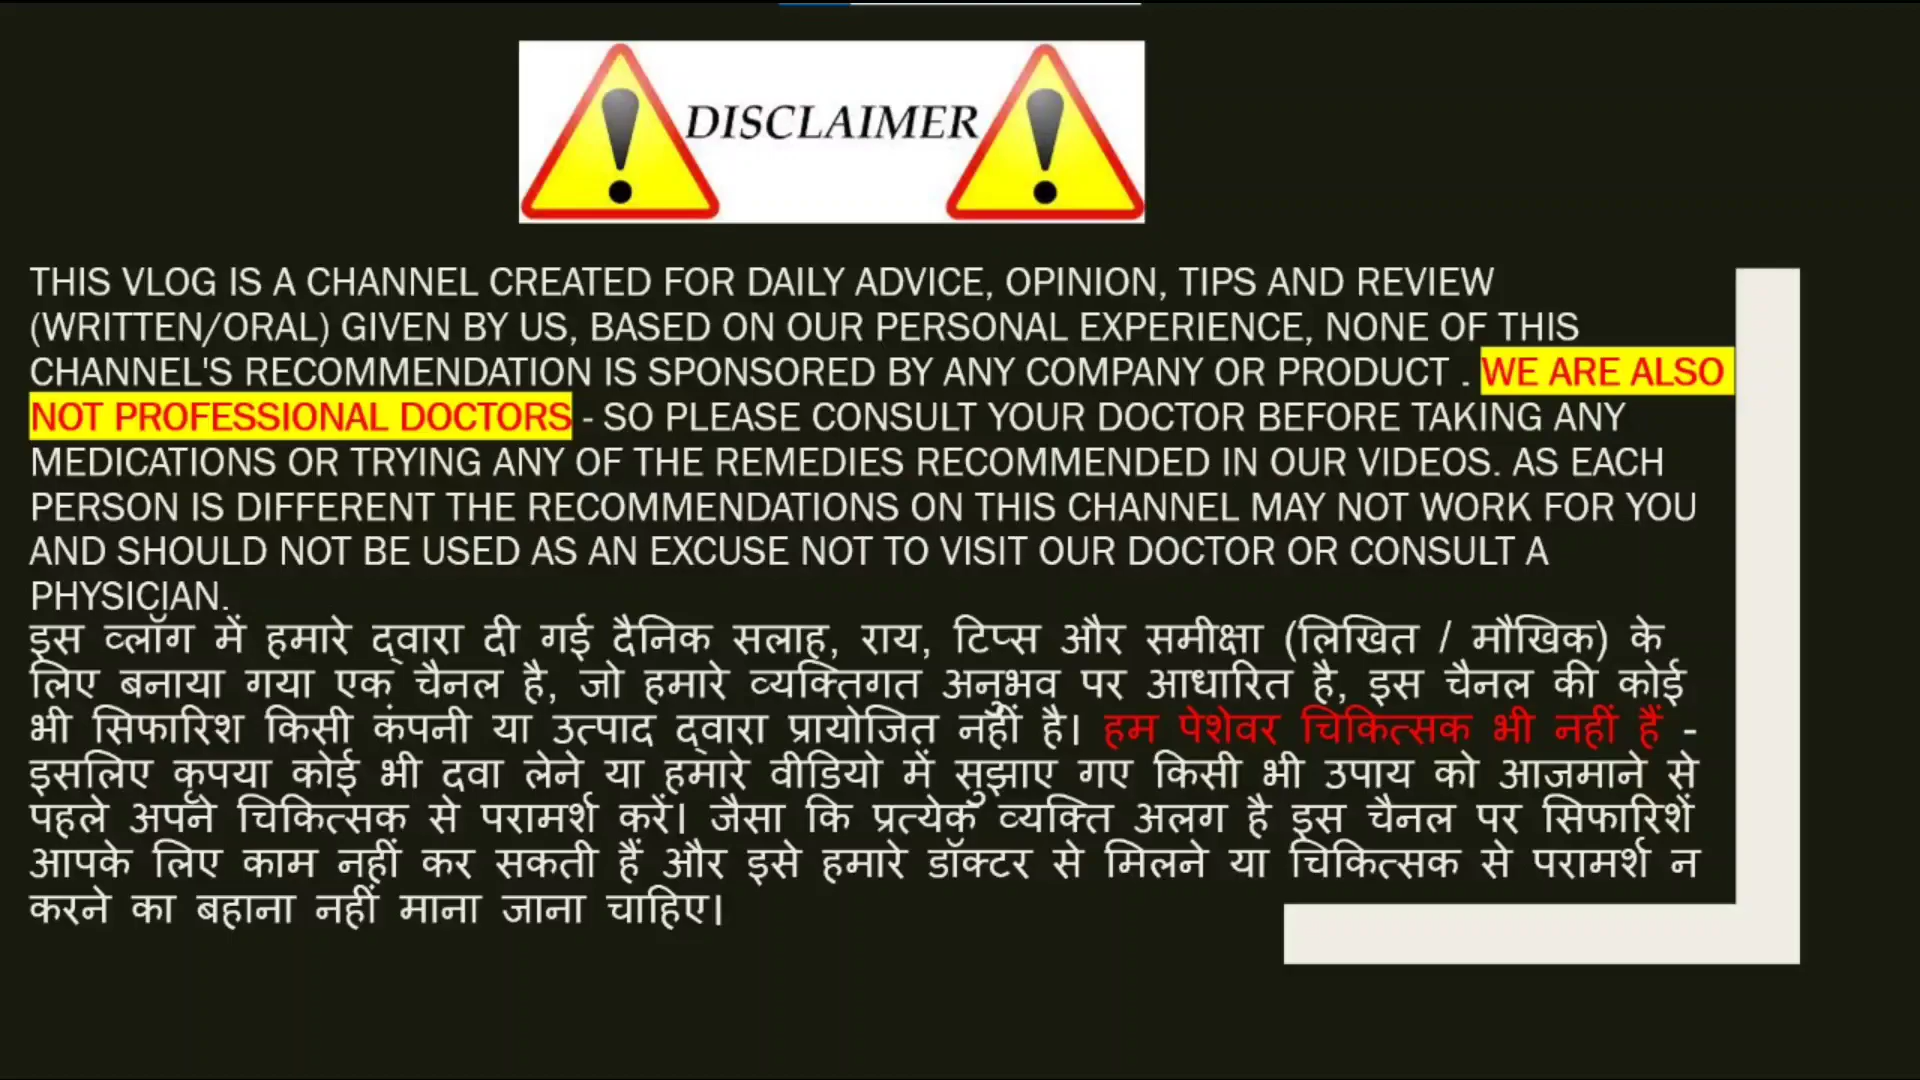 DISCLAIMER
THIS VLOG IS A CHANNEL CREATED FOR DAILY ADVICE, OPINION, TIPS AND REVIEW
(WRITTEN/ORAL) GIVEN BY US, BASED ON OUR PERSONAL EXPERIENCE, NONE OF THIS
CHANNEL'S RECOMMENDATION IS SPONSORED BY ANY COMPANY OR PRODUCT . WE ARE ALSO
NOT PROFESSIONAL DOCTORS - SO PLEASE CONSULT YOUR DOCTOR BEFORE TAKING ANY
MEDICATIONS OR TRYING ANY OF THE REMEDIES RECOMMENDED IN OUR VIDEOS. AS EACH
PERSON IS DIFFERENT THE RECOMMENDATIONS ON THIS CHANNEL MAY NOT WORK FOR YOU
AND SHOULD NOT BE USED AS AN EXCUSE NOT TO VISIT OUR DOCTOR OR CONSULT A
PHYSICIAN.
इस व्लॉग में हमारे द्वारा दी गई दैनिक सलाह, राय, टिप्स और समीक्षा (लिखित / मौखिक) के
लिए बनाया गया एक चैनल है, जो हमारे व्यक्तिगत अनुभव पर आधारित है, इस चैनल की कोई
भी सिफारिश किसी कंपनी या उत्पाद द्वारा प्रायोजित नहीं है। हम पेशेवर चिकित्सक भी नहीं हैं -
इसलिए कृपया कोई भी दवा लेने या हमारे वीडियो में सुझाए गए किसी भी उपाय को आजमाने से
पहले अपने चिकित्सक से परामर्श करें। जैसा कि प्रत्येक व्यक्ति अलग है इस चैनल पर सिफारिशें
आपके लिए काम नहीं कर सकती हैं और इसे हमारे डॉक्टर से मिलने या चिकित्सक से परामर्श न
करने का बहाना नहीं माना जाना चाहिए।